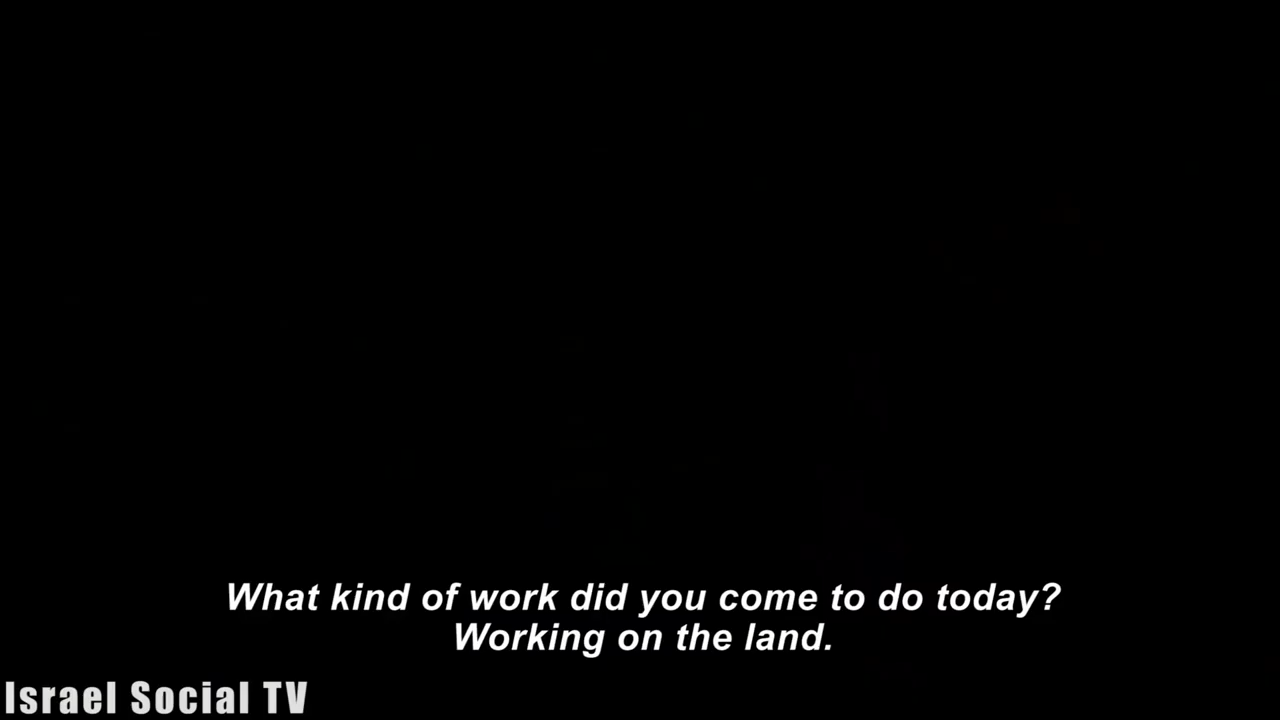 What kind of work did you come to do today?
Working on the land.
Israel Social TV